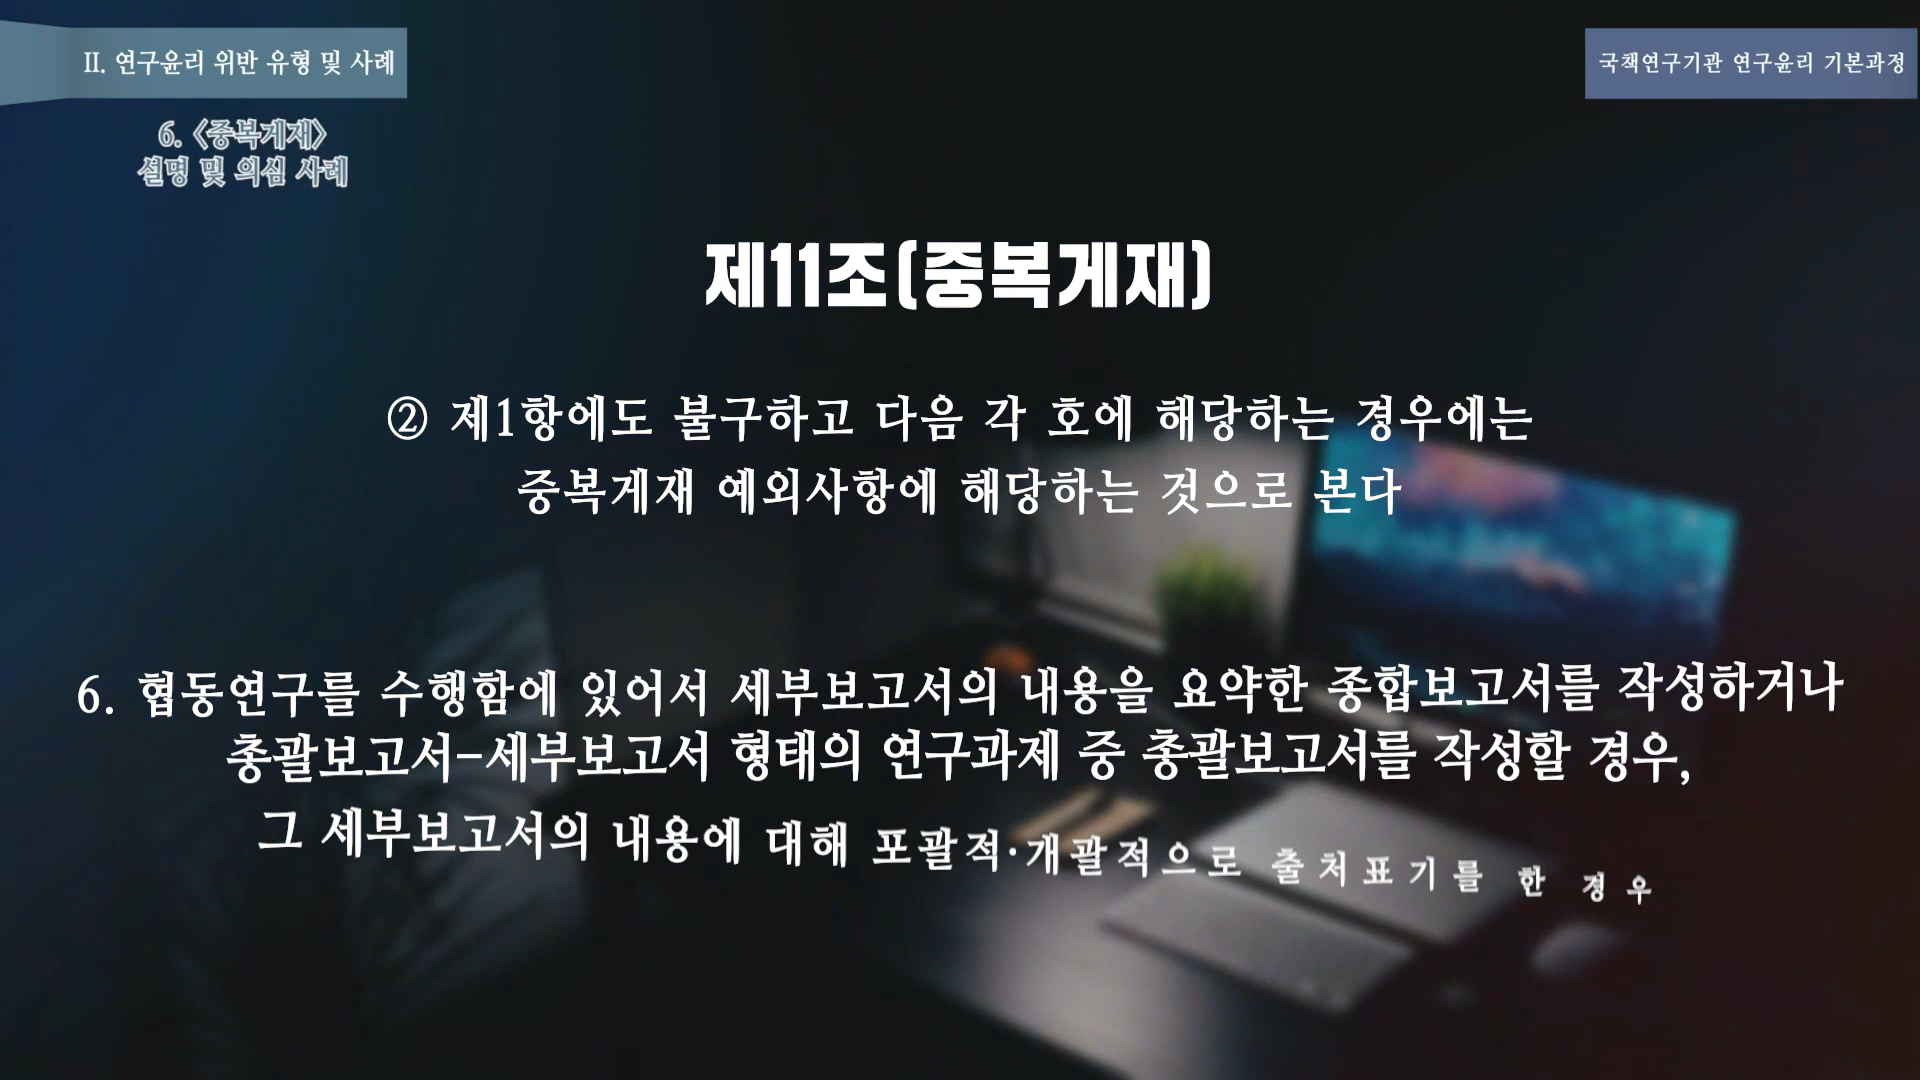 II. 연구윤리 위반 유형 및 사례
국책연구기관 연구윤리 기본과정
6. 〈중복게재〉
설명 및 의심 사례
제11조(중복게재)
② 제1항에도 불구하고 다음 각 호에 해당하는 경우에는
중복게재 예외사항에 해당하는 것으로 본다
6. 협동연구를 수행함에 있어서 세부보고서의 내용을 요약한 종합보고서를 작성하거나
총괄보고서-세부보고서 형태의 연구과제 중 총괄보고서를 작성할 경우,
그 세부보고서의 내용에 대해 포괄적·개괄적으로 출처표기를 한 경우